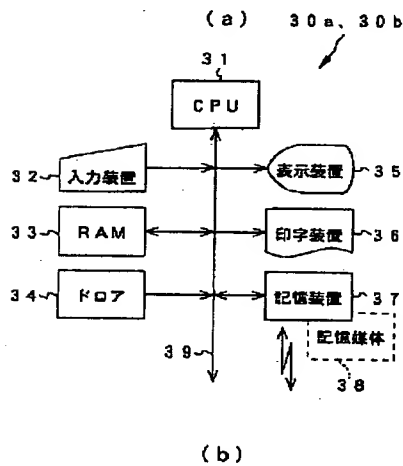 (a) 30a、30b
31
CPU
32 入力装置 表示装置 35
33 RAM 印字装置 36
34 ドロア 記憶装置 37
記憶媒体
39 38
(b)